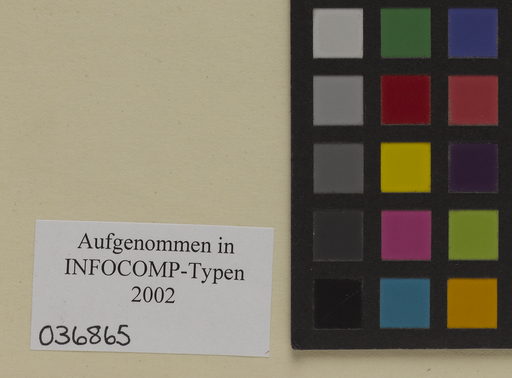 Aufgenommen in
INFOCOMP-Typen
2002
036865